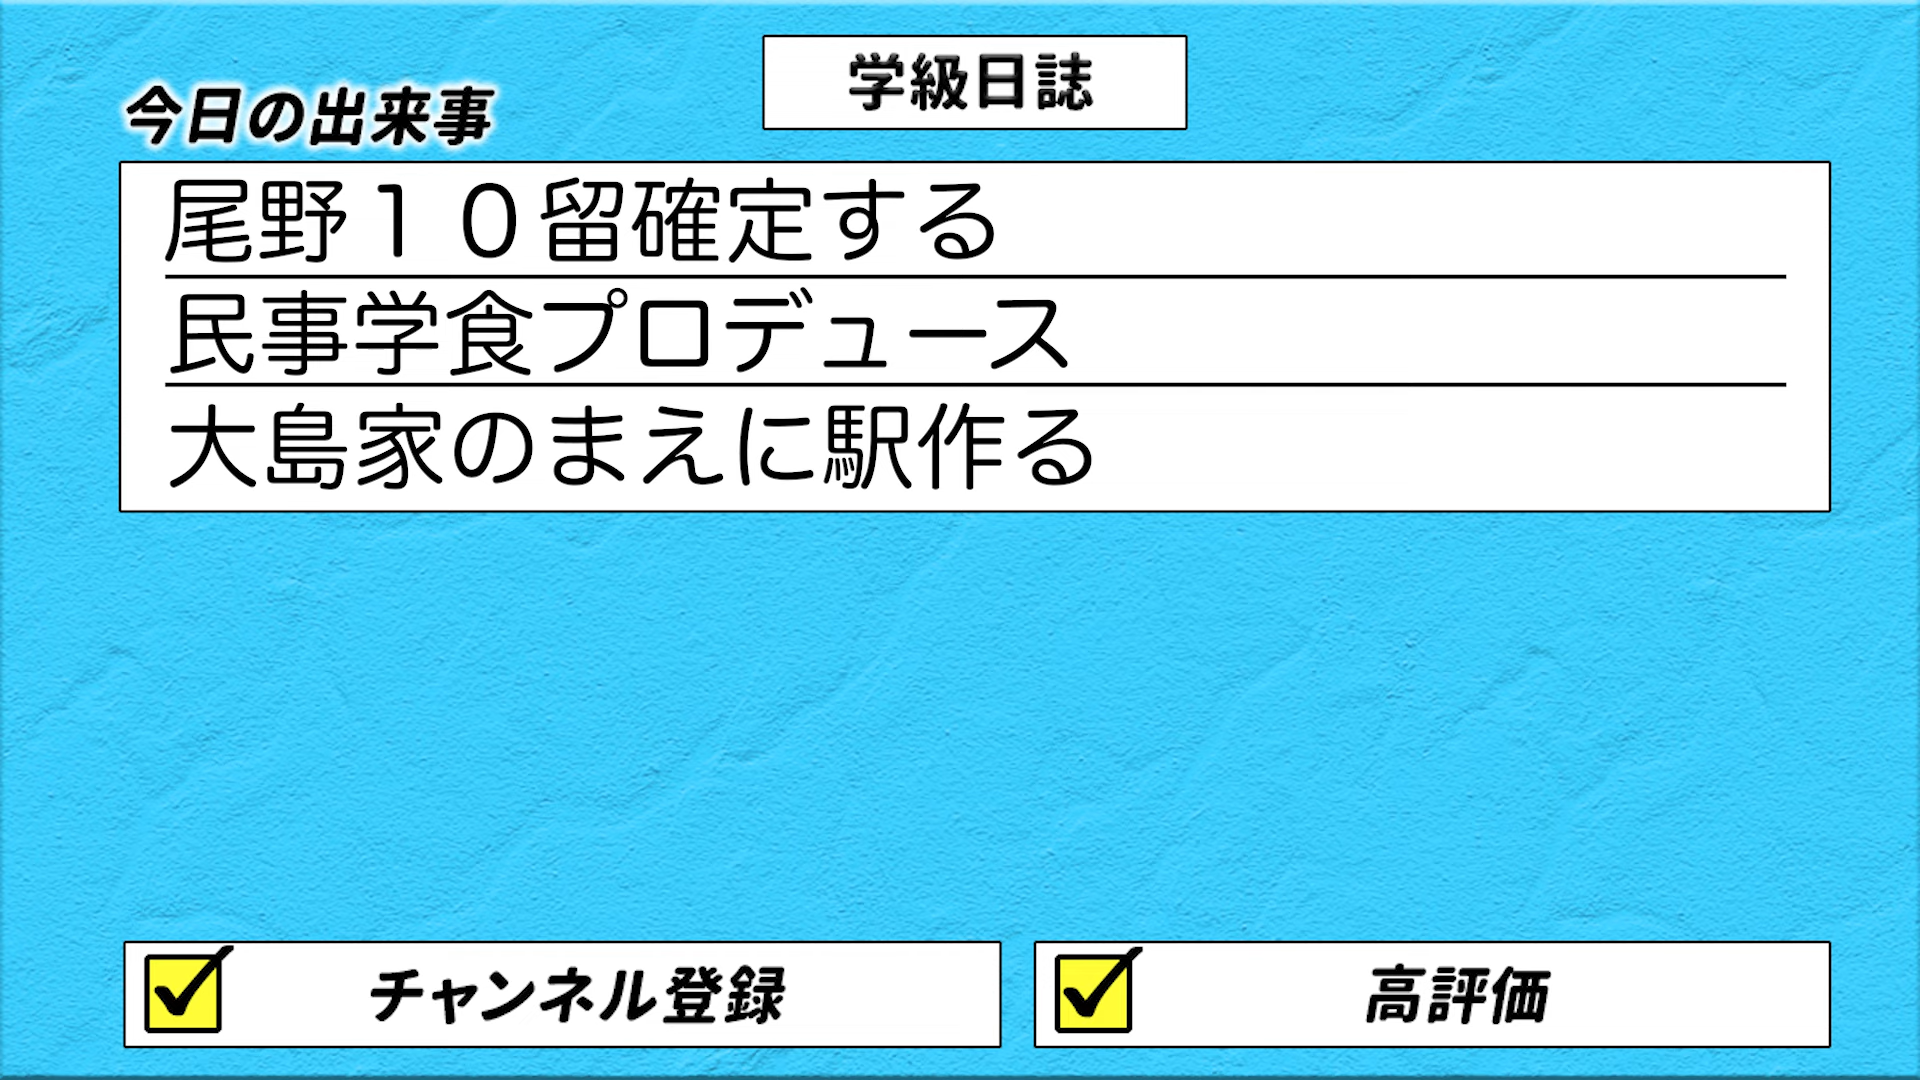 学級日誌
今日の出来事
尾野１０留確定する
民事学食プロデュース
大島家のまえに駅作る
チャンネル登録
高評価